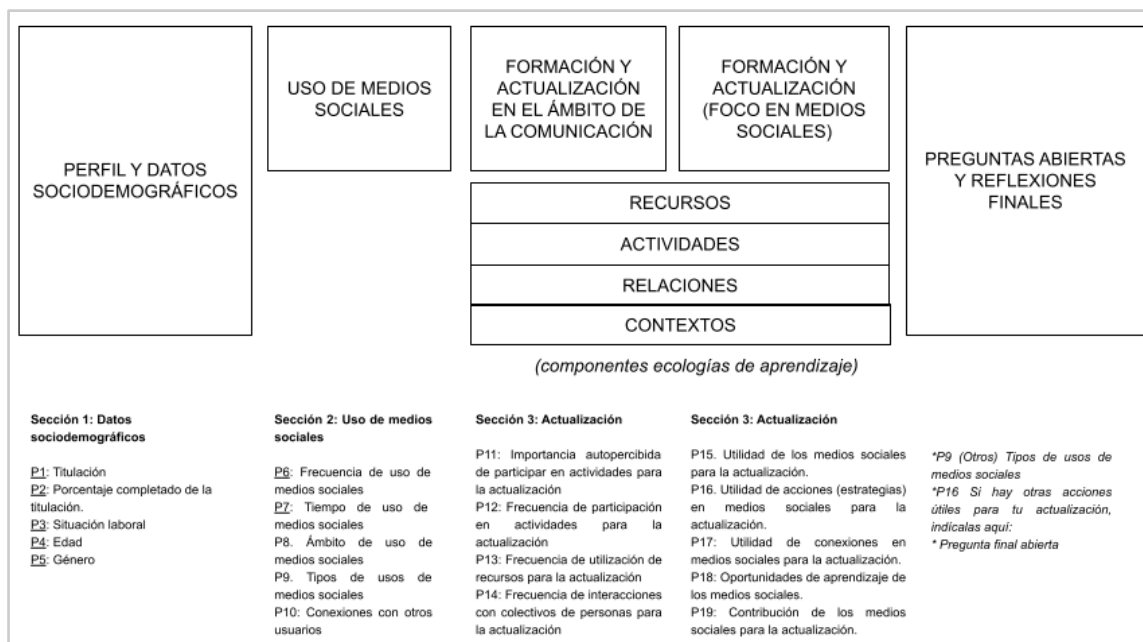 PERFIL Y DATOS
SOCIODEMOGRÁFICOS
USO DE MEDIOS
SOCIALES
FORMACIÓN Y
ACTUALIZACIÓN
EN EL ÁMBITO DE
LA COMUNICACIÓN
FORMACIÓN Y
ACTUALIZACIÓN
(FOCO EN MEDIOS
SOCIALES)
RECURSOS
ACTIVIDADES
RELACIONES
CONTEXTOS
(componentes ecologías de aprendizaje)
PREGUNTAS ABIERTAS
Y REFLEXIONES
FINALES
Sección 1: Datos
sociodemográficos
P1: Titulación
P2: Porcentaje completado de la
titulación.
P3: Situación laboral
P4: Edad
P5: Género
Sección 2: Uso de medios
sociales
P6: Frecuencia de uso de
medios sociales
P7: Tiempo de uso de
medios sociales
P8. Ámbito de uso de
medios sociales
P9. Tipos de usos de
medios sociales
P10: Conexiones con otros
usuarios
Sección 3: Actualización
P11: Importancia autopercibida
de participar en actividades para
la actualización
P12: Frecuencia de participación
en actividades para la
actualización
P13: Frecuencia de utilización de
recursos para la actualización
P14: Frecuencia de interacciones
con colectivos de personas para
la actualización
Sección 3: Actualización
P15. Utilidad de los medios sociales
para la actualización.
P16. Utilidad de acciones (estrategias)
en medios sociales para la
actualización.
P17: Utilidad de conexiones en
medios sociales para la actualización.
P18: Oportunidades de aprendizaje de
los medios sociales.
P19: Contribución de los medios
sociales para la actualización.
*P9 (Otros) Tipos de usos de
medios sociales
*P16 Si hay otras acciones
útiles para tu actualización,
indícalas aquí:
* Pregunta final abierta